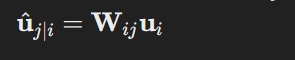 û_{j|i} = W_{ij}u_i